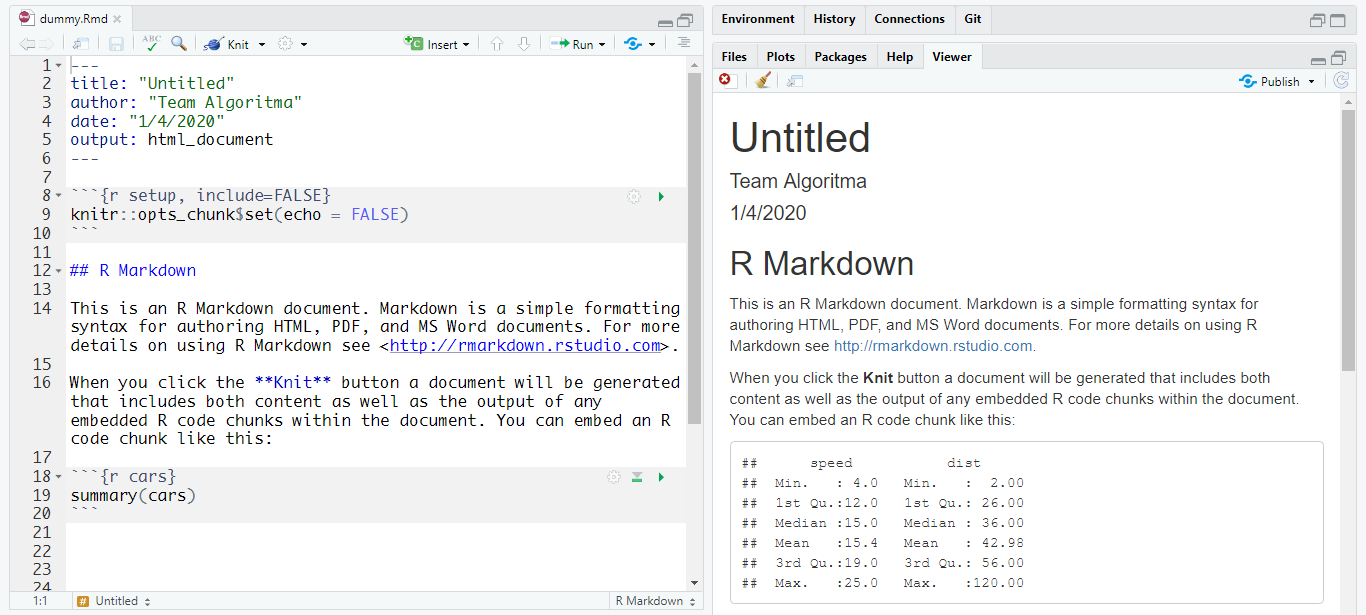 dummy.Rmd
ABC Knit Insert Run
1 ---
2 title: "Untitled"
3 author: "Team Algoritma"
4 date: "1/4/2020"
5 output: html_document
6 ---
7
8 ```{r setup, include=FALSE}
9 knitr::opts_chunk$set(echo = FALSE)
10 ```
11
12 ## R Markdown
13
14 This is an R Markdown document. Markdown is a simple formatting
syntax for authoring HTML, PDF, and MS Word documents. For more
details on using R Markdown see <http://rmarkdown.rstudio.com>.
15
16 When you click the **Knit** button a document will be generated
that includes both content as well as the output of any
embedded R code chunks within the document. You can embed an R
code chunk like this:
17
18 ```{r cars}
19 summary(cars)
20 ```
21
22
23
24
1:1 # Untitled R Markdown
Environment History Connections Git
Files Plots Packages Help Viewer
Publish
Untitled
Team Algoritma
1/4/2020
R Markdown
This is an R Markdown document. Markdown is a simple formatting syntax for
authoring HTML, PDF, and MS Word documents. For more details on using R
Markdown see http://rmarkdown.rstudio.com.
When you click the Knit button a document will be generated that includes both
content as well as the output of any embedded R code chunks within the document.
You can embed an R code chunk like this:
##      speed           dist
##  Min.   : 4.0   Min.   :  2.00
##  1st Qu.:12.0   1st Qu.: 26.00
##  Median :15.0   Median : 36.00
##  Mean   :15.4   Mean   : 42.98
##  3rd Qu.:19.0   3rd Qu.: 56.00
##  Max.   :25.0   Max.   :120.00